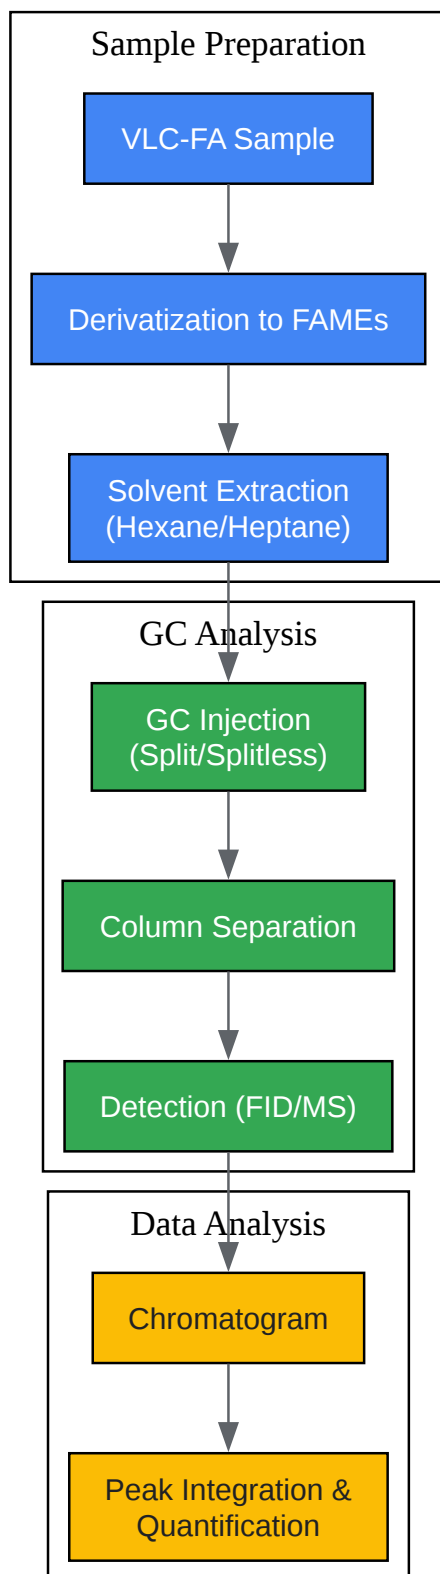 Sample Preparation
VLC-FA Sample
Derivatization to FAMEs
Solvent Extraction
(Hexane/Heptane)
GC Analysis
GC Injection
(Split/Splitless)
Column Separation
Detection (FID/MS)
Data Analysis
Chromatogram
Peak Integration &
Quantification